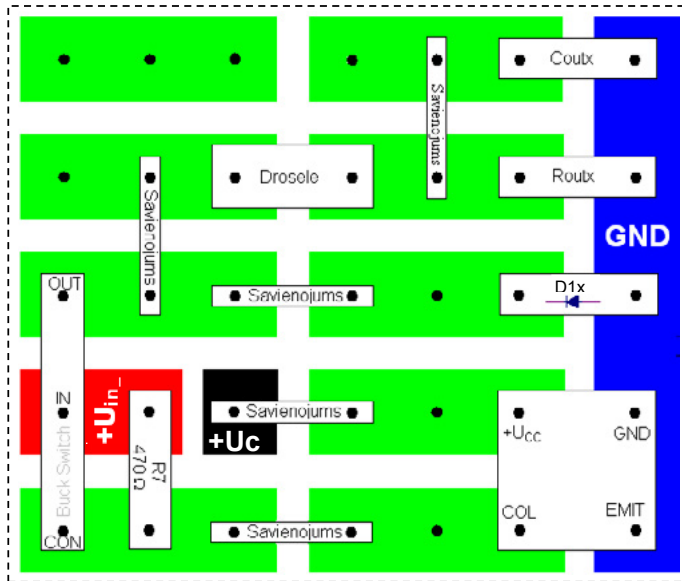 Coutx
Savienojums
Drosele
Routx
Savienojums
GND
OUT
Savienojums
D1x
IN
+Uin_
+Uc
Savienojums
+UCC
GND
Buck Switch
R7
470Ω
CON
Savienojums
COL
EMIT